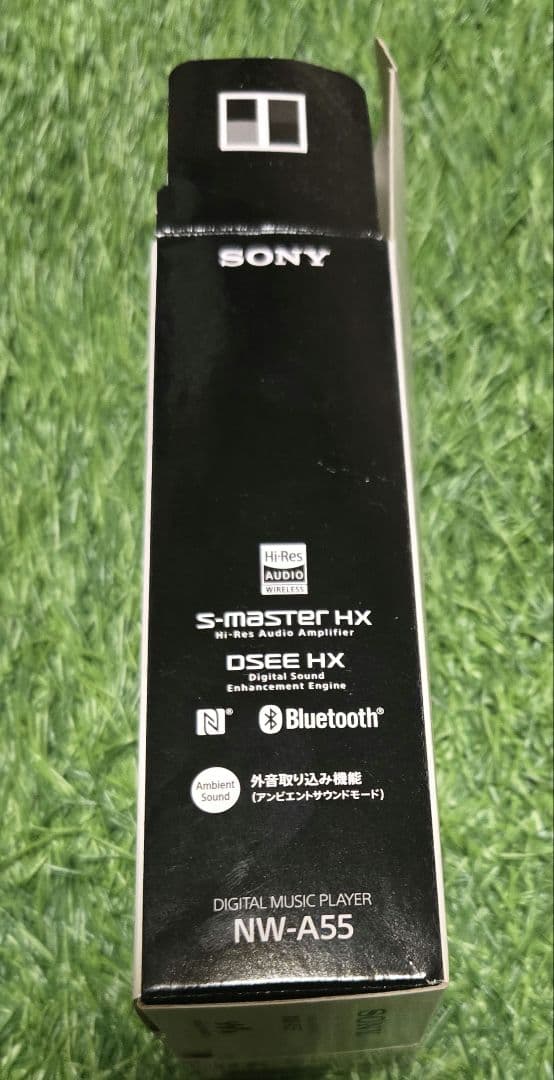 SONY
Hi-Res
AUDIO
WIRELESS
S-MASTER HX
Hi-Res Audio Amplifier
DSEE HX
Digital Sound
Enhancement Engine
N® Bluetooth®
Ambient
Sound
外音取り込み機能
(アンビエントサウンドモード)
DIGITAL MUSIC PLAYER
NW-A55
SONY